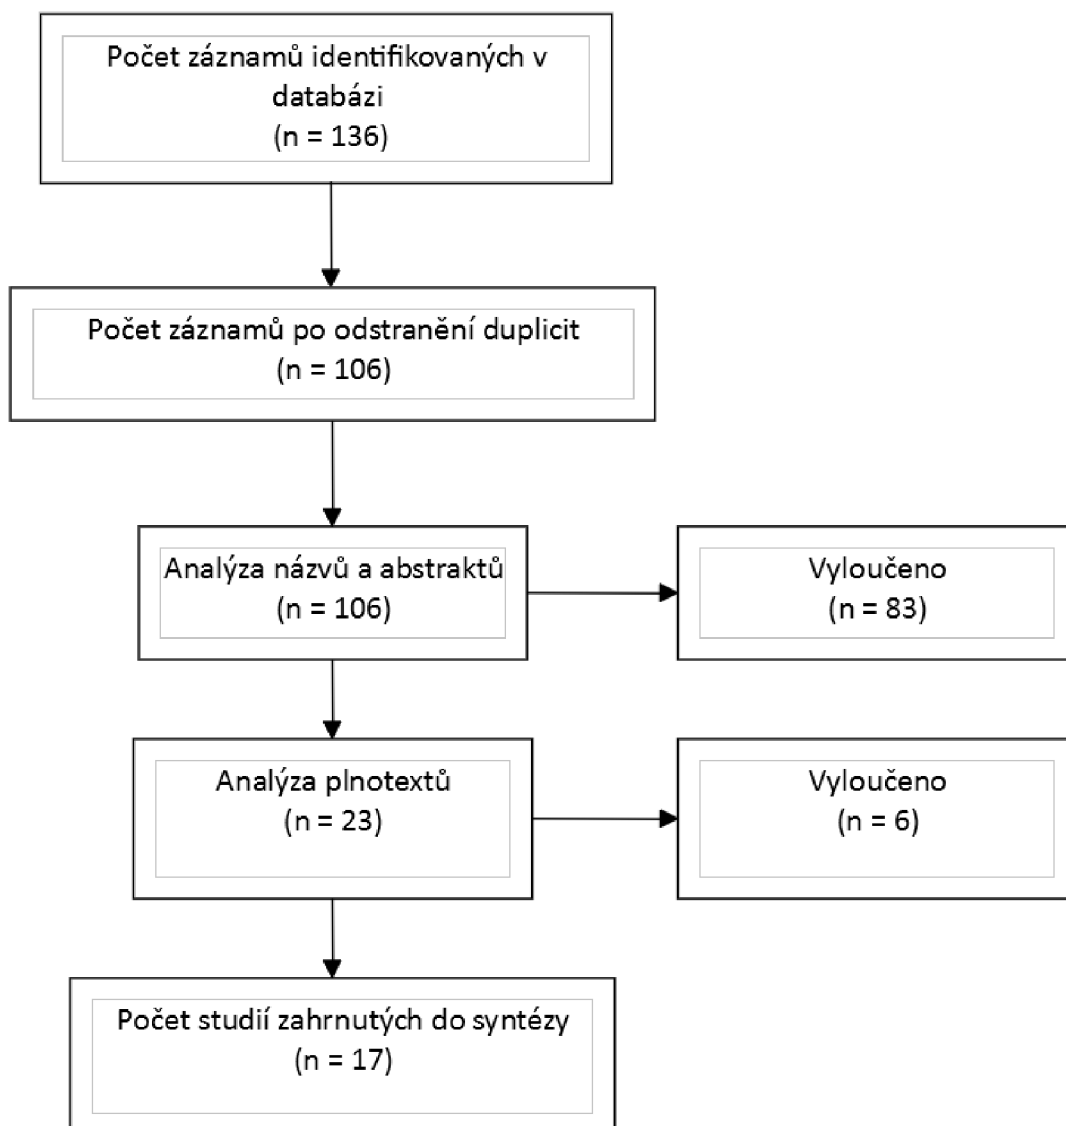 Počet záznamů identifikovaných v
databázi
(n = 136)
Počet záznamů po odstranění duplicit
(n = 106)
Analýza názvů a abstraktů
(n = 106)
Vyloučeno
(n = 83)
Analýza plnotextů
(n = 23)
Vyloučeno
(n = 6)
Počet studií zahrnutých do syntézy
(n = 17)